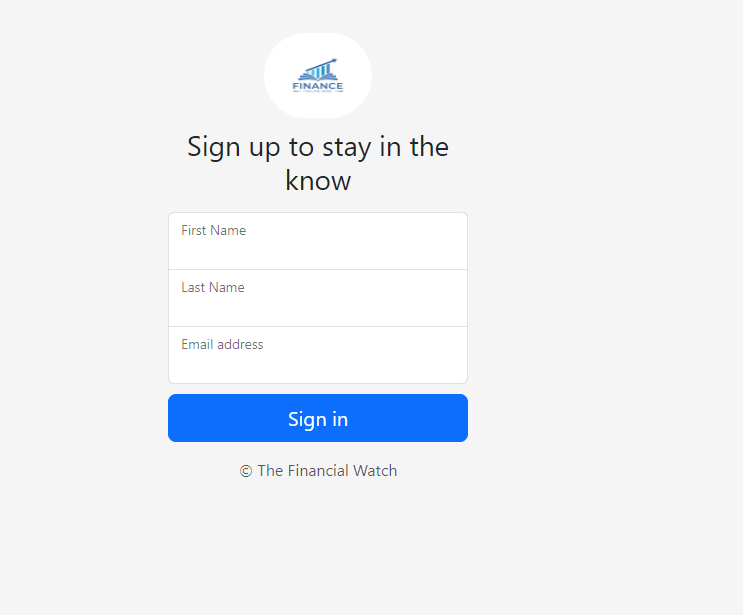 FINANCE
Sign up to stay in the
know
First Name
Last Name
Email address
Sign in
© The Financial Watch